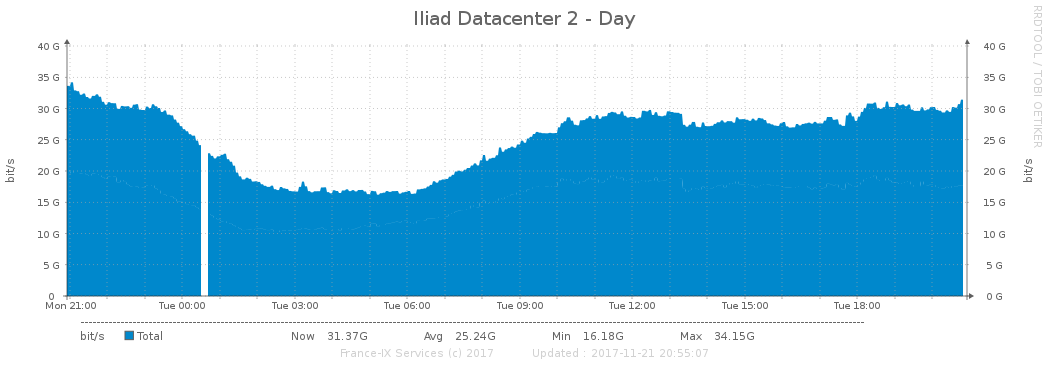 Iliad Datacenter 2 - Day
RRDTOOL / TOBI OETIKER
40 G 40 G
35 G 35 G
30 G 30 G
25 G 25 G
20 G 20 G
15 G 15 G
10 G 10 G
5 G 5 G
0 0 G
bit/s bit/s
Mon 21:00 Tue 00:00 Tue 03:00 Tue 06:00 Tue 09:00 Tue 12:00 Tue 15:00 Tue 18:00
bit/s Total Now 31.37G Avg 25.24G Min 16.18G Max 34.15G
France-IX Services (c) 2017 Updated : 2017-11-21 20:55:07